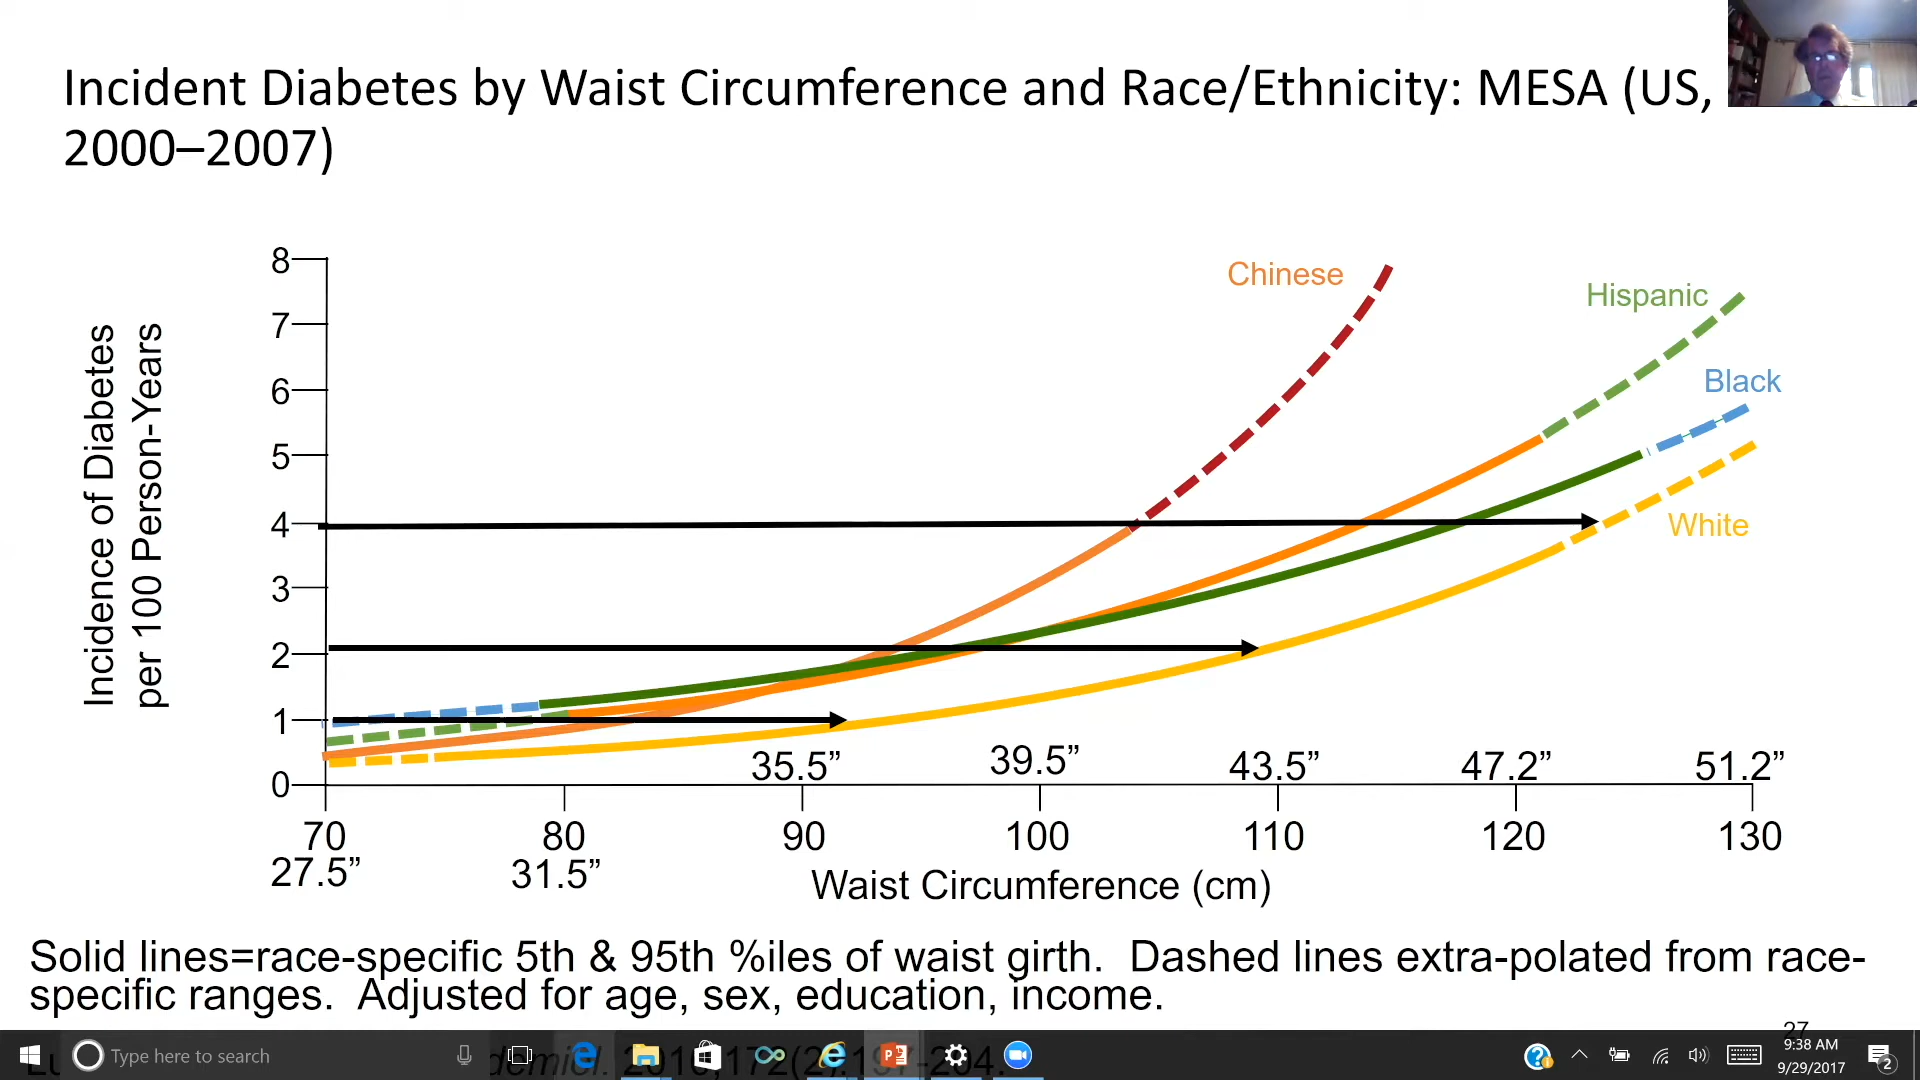 Incident Diabetes by Waist Circumference and Race/Ethnicity: MESA (US,
2000–2007)
Incidence of Diabetes
per 100 Person-Years
8
7
6
5
4
3
2
1
0
Chinese
Hispanic
Black
White
35.5”
39.5”
43.5”
47.2”
51.2”
70
80
90
100
110
120
130
27.5”
31.5”
Waist Circumference (cm)
Solid lines=race-specific 5th & 95th %iles of waist girth. Dashed lines extra-polated from race-
specific ranges. Adjusted for age, sex, education, income.
27
Type here to search
9:38 AM
9/29/2017
2